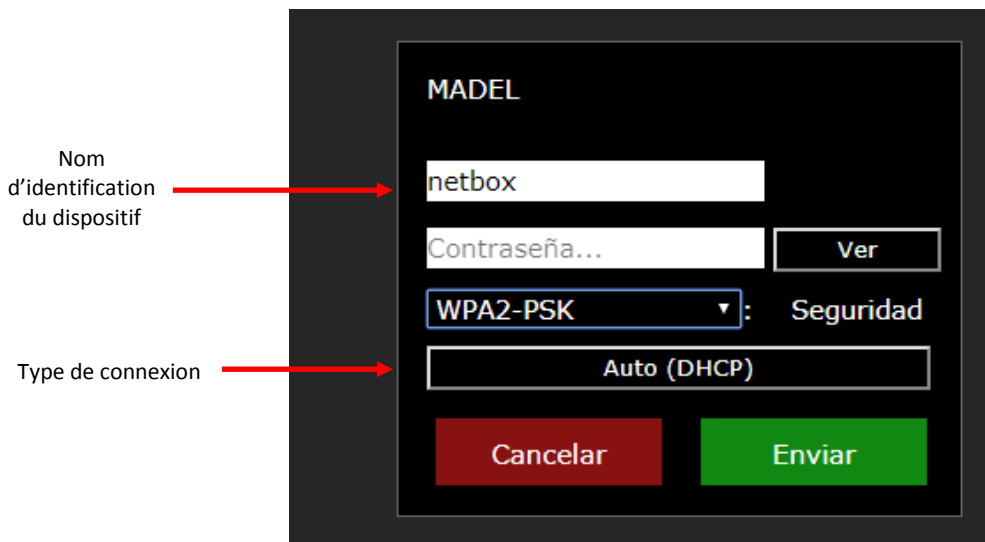 MADEL
Nom
d’identification
du dispositif
netbox
Contraseña...
Ver
WPA2-PSK
:
Seguridad
Type de connexion
Auto (DHCP)
Cancelar
Enviar